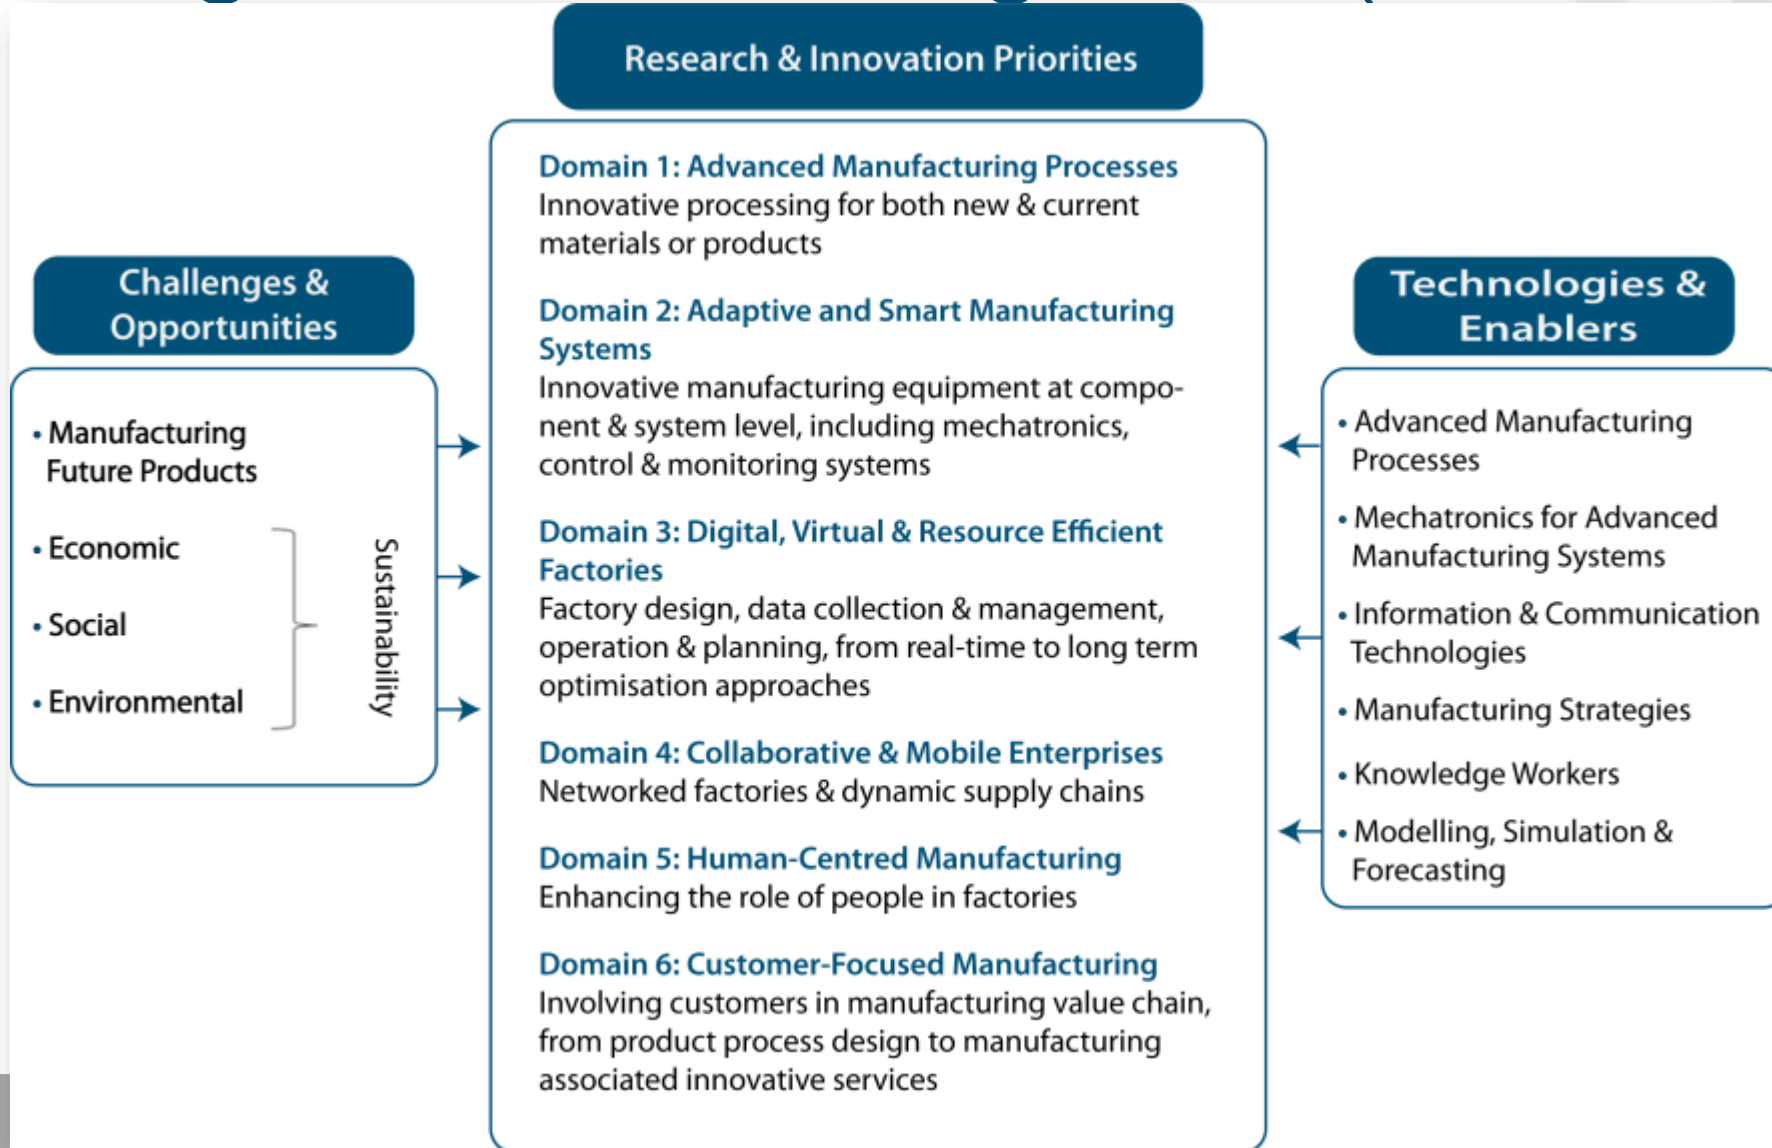 Research & Innovation Priorities
Challenges &
Opportunities
• Manufacturing
Future Products
• Economic
• Social
• Environmental
Sustainability
Domain 1: Advanced Manufacturing Processes
Innovative processing for both new & current
materials or products
Domain 2: Adaptive and Smart Manufacturing
Systems
Innovative manufacturing equipment at compo-
nent & system level, including mechatronics,
control & monitoring systems
Domain 3: Digital, Virtual & Resource Efficient
Factories
Factory design, data collection & management,
operation & planning, from real-time to long term
optimisation approaches
Domain 4: Collaborative & Mobile Enterprises
Networked factories & dynamic supply chains
Domain 5: Human-Centred Manufacturing
Enhancing the role of people in factories
Domain 6: Customer-Focused Manufacturing
Involving customers in manufacturing value chain,
from product process design to manufacturing
associated innovative services
Technologies &
Enablers
• Advanced Manufacturing
Processes
• Mechatronics for Advanced
Manufacturing Systems
• Information & Communication
Technologies
• Manufacturing Strategies
• Knowledge Workers
• Modelling, Simulation &
Forecasting